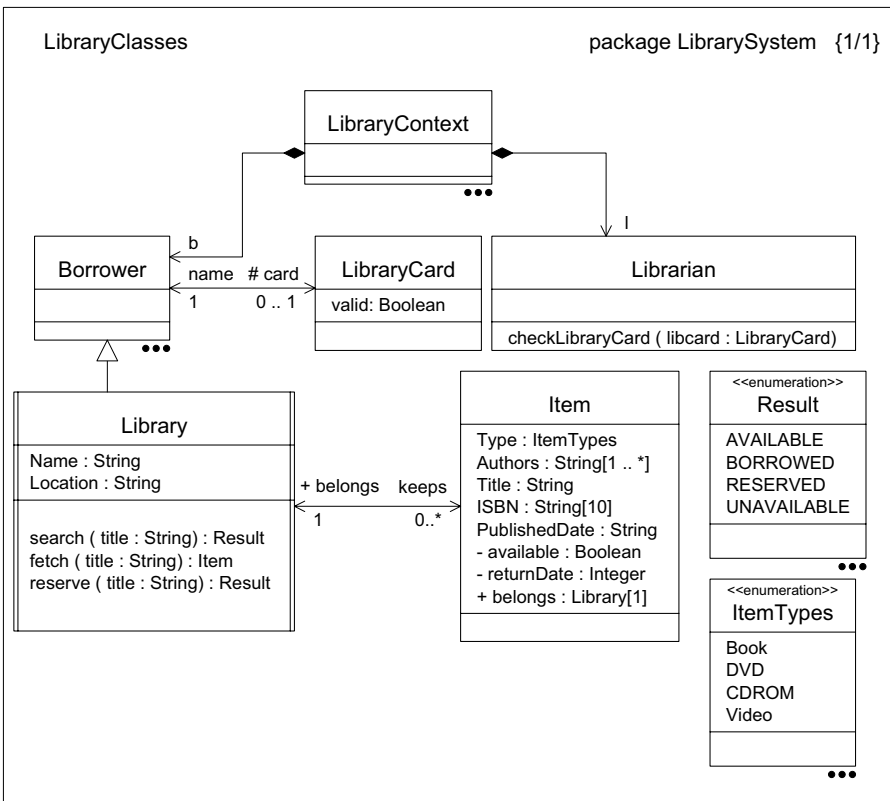 LibraryClasses
package LibrarySystem {1/1}
LibraryContext
b
l
Borrower
name # card
1 0 .. 1
LibraryCard
valid: Boolean
Librarian
checkLibraryCard ( libcard : LibraryCard)
Library
Name : String
Location : String
search ( title : String) : Result
fetch ( title : String) : Item
reserve ( title : String) : Result
+ belongs keeps
1 0..*
Item
Type : ItemTypes
Authors : String[1 .. *]
Title : String
ISBN : String[10]
PublishedDate : String
- available : Boolean
- returnDate : Integer
+ belongs : Library[1]
<<enumeration>>
Result
AVAILABLE
BORROWED
RESERVED
UNAVAILABLE
<<enumeration>>
ItemTypes
Book
DVD
CDROM
Video